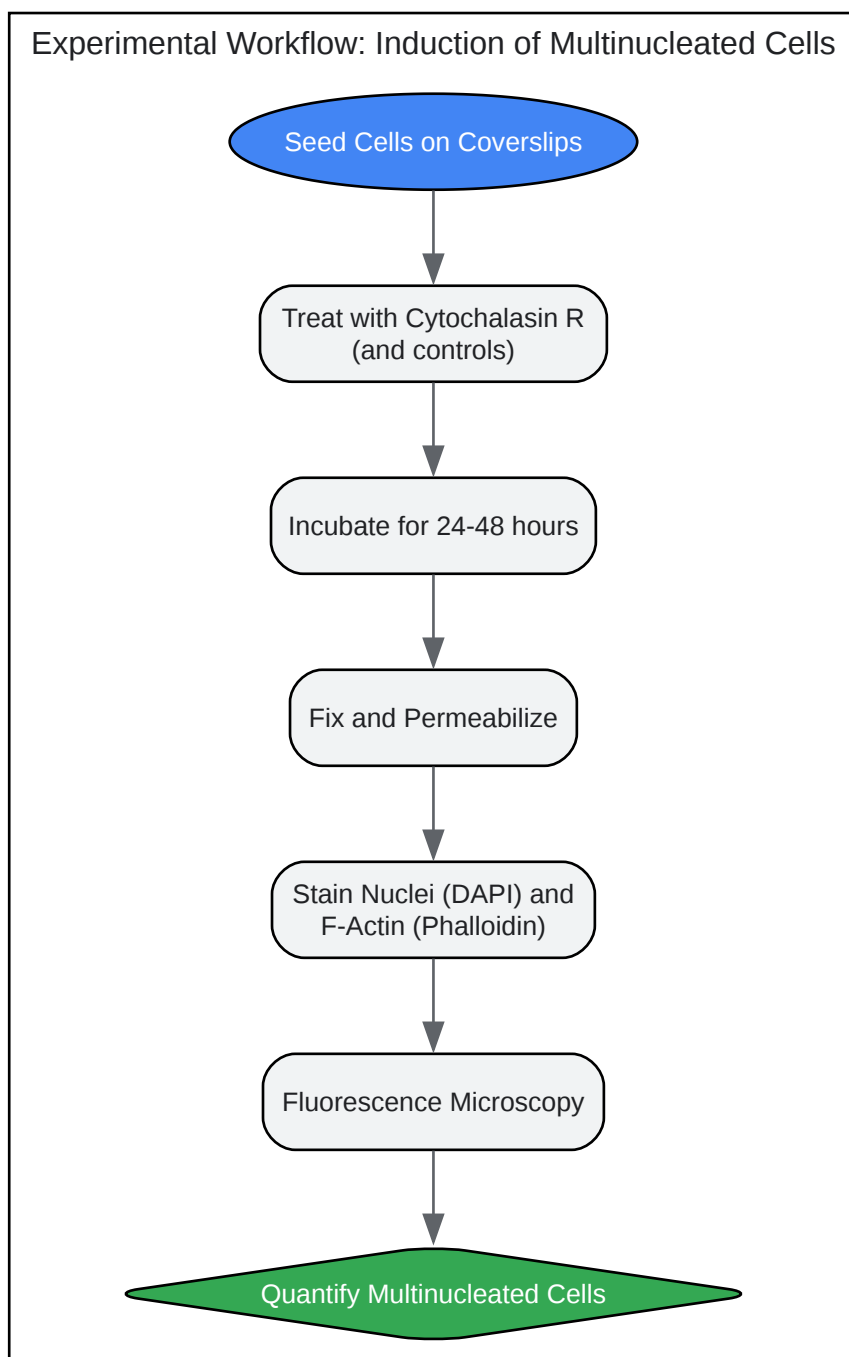 Experimental Workflow: Induction of Multinucleated Cells
Seed Cells on Coverslips
Treat with Cytochalasin R
(and controls)
Incubate for 24-48 hours
Fix and Permeabilize
Stain Nuclei (DAPI) and
F-Actin (Phalloidin)
Fluorescence Microscopy
Quantify Multinucleated Cells